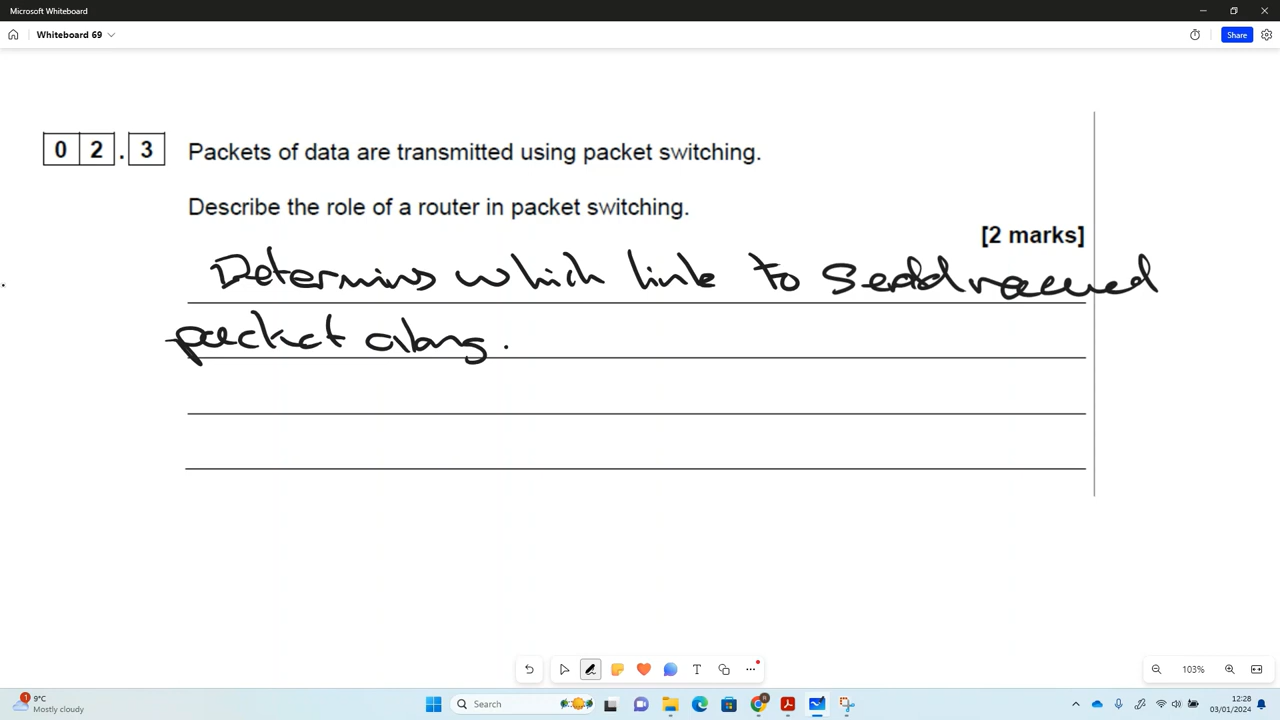 Microsoft Whiteboard
Whiteboard 69
Share
0 2 . 3 Packets of data are transmitted using packet switching.
Describe the role of a router in packet switching.
[2 marks]
Determins which link to send received
packet along.
103%
1
9°C
Mostly cloudy
Search
12:28
03/01/2024